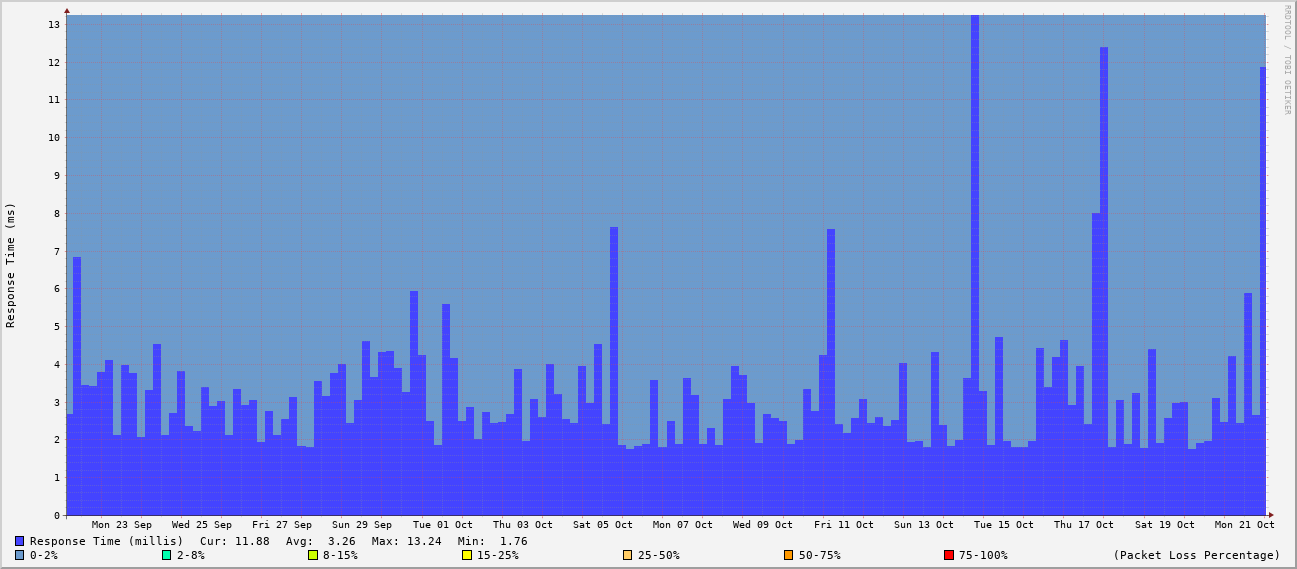 RRDTOOL / TOBI OETIKER
Response Time (ms)
13
12
11
10
9
8
7
6
5
4
3
2
1
0
Mon 23 Sep Wed 25 Sep Fri 27 Sep Sun 29 Sep Tue 01 Oct Thu 03 Oct Sat 05 Oct Mon 07 Oct Wed 09 Oct Fri 11 Oct Sun 13 Oct Tue 15 Oct Thu 17 Oct Sat 19 Oct Mon 21 Oct
Response Time (millis) Cur: 11.88 Avg: 3.26 Max: 13.24 Min: 1.76
0-2% 2-8% 8-15% 15-25% 25-50% 50-75% 75-100% (Packet Loss Percentage)